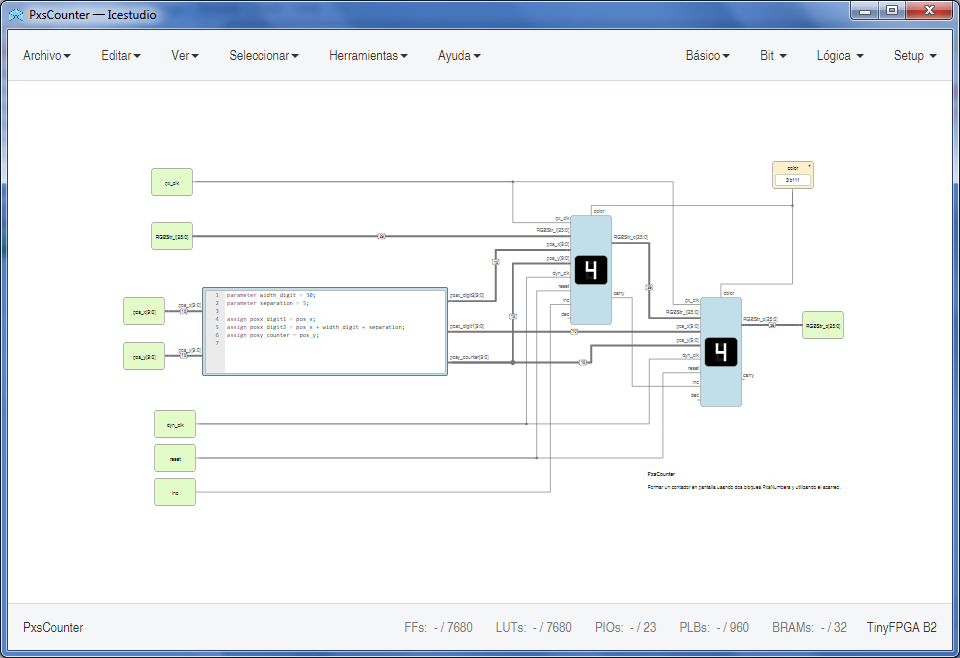 PxsCounter — Icestudio
Archivo Editar Ver Seleccionar Herramientas Ayuda Básico Bit Lógica Setup
color
3'b111
px_clk
RGBStr_i[25:0]
pos_x[9:0]
pos_y[9:0]
dyn_clk
reset
inc
pos_x[9:0]
pos_y[9:0]
1 parameter width_digit = 30;
2 parameter separation = 5;
3
4 assign posx_digit1 = pos_x;
5 assign posx_digit2 = pos_x + width_digit + separation;
6 assign posy_counter = pos_y;
7
posx_digit2[9:0]
posx_digit1[9:0]
posy_counter[9:0]
color
px_clk
RGBStr_i[25:0]
pos_x[9:0]
pos_y[9:0]
dyn_clk
reset
inc
dec
4
RGBStr_o[25:0]
carry
color
px_clk
RGBStr_i[25:0]
pos_x[9:0]
pos_y[9:0]
dyn_clk
reset
inc
dec
4
RGBStr_o[25:0]
carry
RGBStr_o[25:0]
PxsCounter
Formar un contador en pantalla usando dos bloques PxsNumbers y utilizando el acarreo.
PxsCounter FFs: - / 7680 LUTs: - / 7680 PIOs: - / 23 PLBs: - / 960 BRAMs: - / 32 TinyFPGA B2